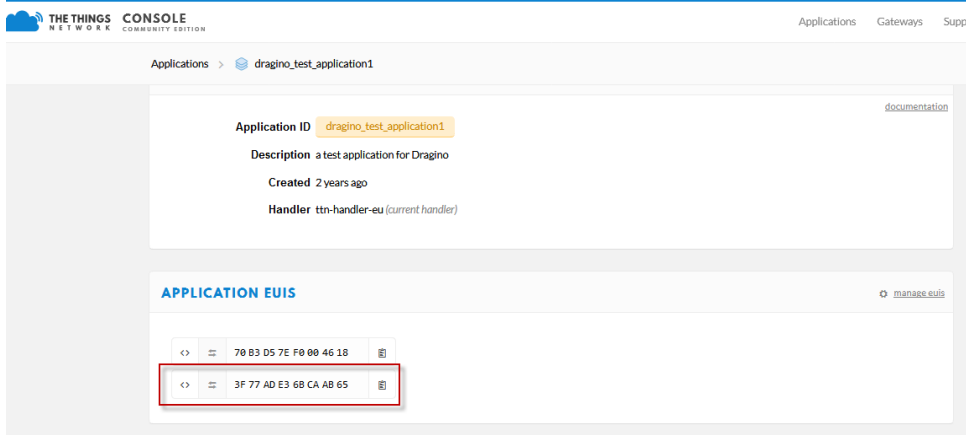 THE THINGS NETWORK CONSOLE COMMUNITY EDITION
Applications Gateways
Applications > dragino_test_application1
documentation
Application ID dragino_test_application1
Description a test application for Dragino
Created 2 years ago
Handler ttn-handler-eu (current handler)
APPLICATION EUIS
manage euis
<> 70 B3 D5 7E F0 00 46 18
<> 3F 77 AD E3 6B CA AB 65